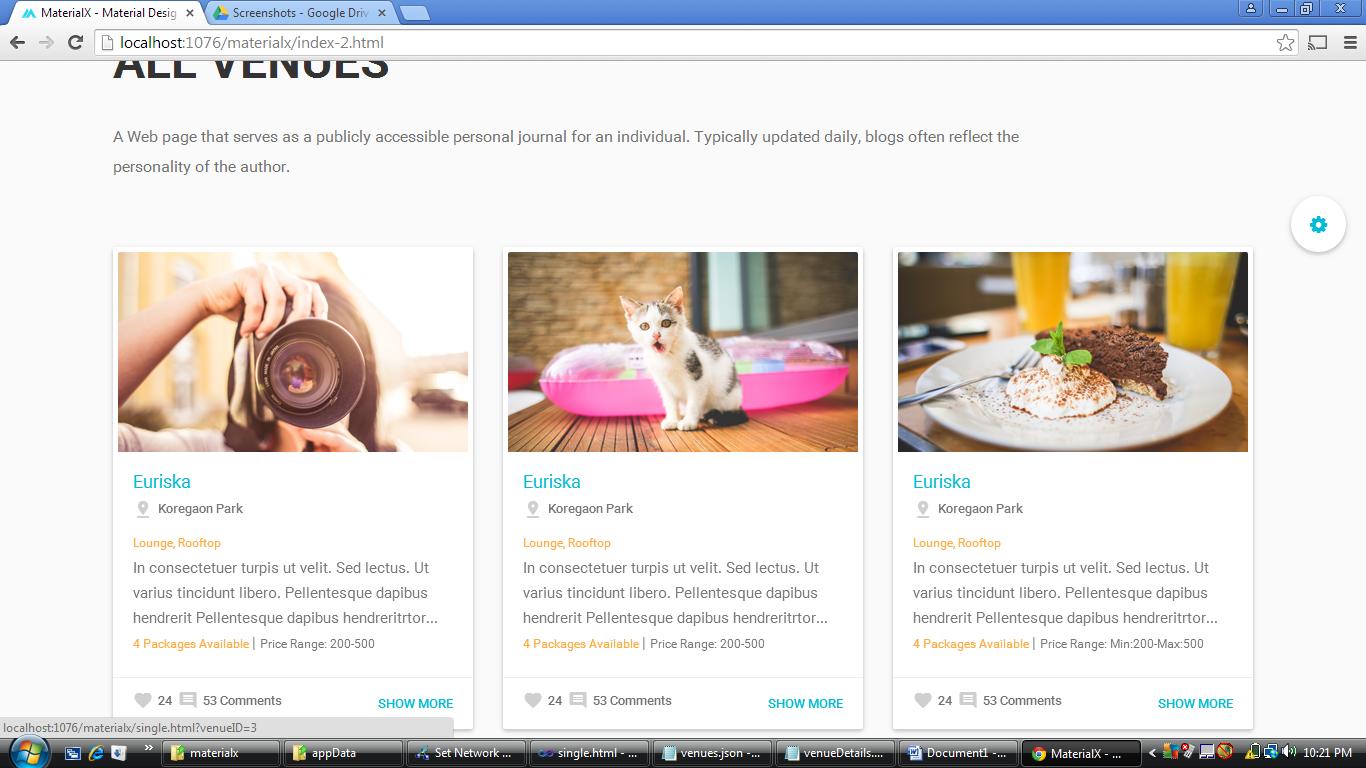 MaterialX - Material Desig
Screenshots - Google Driv
localhost:1076/materialx/index-2.html
ALL VENUES
A Web page that serves as a publicly accessible personal journal for an individual. Typically updated daily, blogs often reflect the
personality of the author.
Euriska
Koregaon Park
Lounge, Rooftop
In consectetuer turpis ut velit. Sed lectus. Ut
varius tincidunt libero. Pellentesque dapibus
hendrerit Pellentesque dapibus hendreritrtor...
4 Packages Available | Price Range: 200-500
24 53 Comments SHOW MORE
Euriska
Koregaon Park
Lounge, Rooftop
In consectetuer turpis ut velit. Sed lectus. Ut
varius tincidunt libero. Pellentesque dapibus
hendrerit Pellentesque dapibus hendreritrtor...
4 Packages Available | Price Range: 200-500
24 53 Comments SHOW MORE
Euriska
Koregaon Park
Lounge, Rooftop
In consectetuer turpis ut velit. Sed lectus. Ut
varius tincidunt libero. Pellentesque dapibus
hendrerit Pellentesque dapibus hendreritrtor...
4 Packages Available | Price Range: Min:200-Max:500
24 53 Comments SHOW MORE
localhost:1076/materialx/single.html?venueID=3
materialx appData Set Network ... single.html - ... venues.json -... venueDetails.... Document1 -... MaterialX - ... 10:21 PM